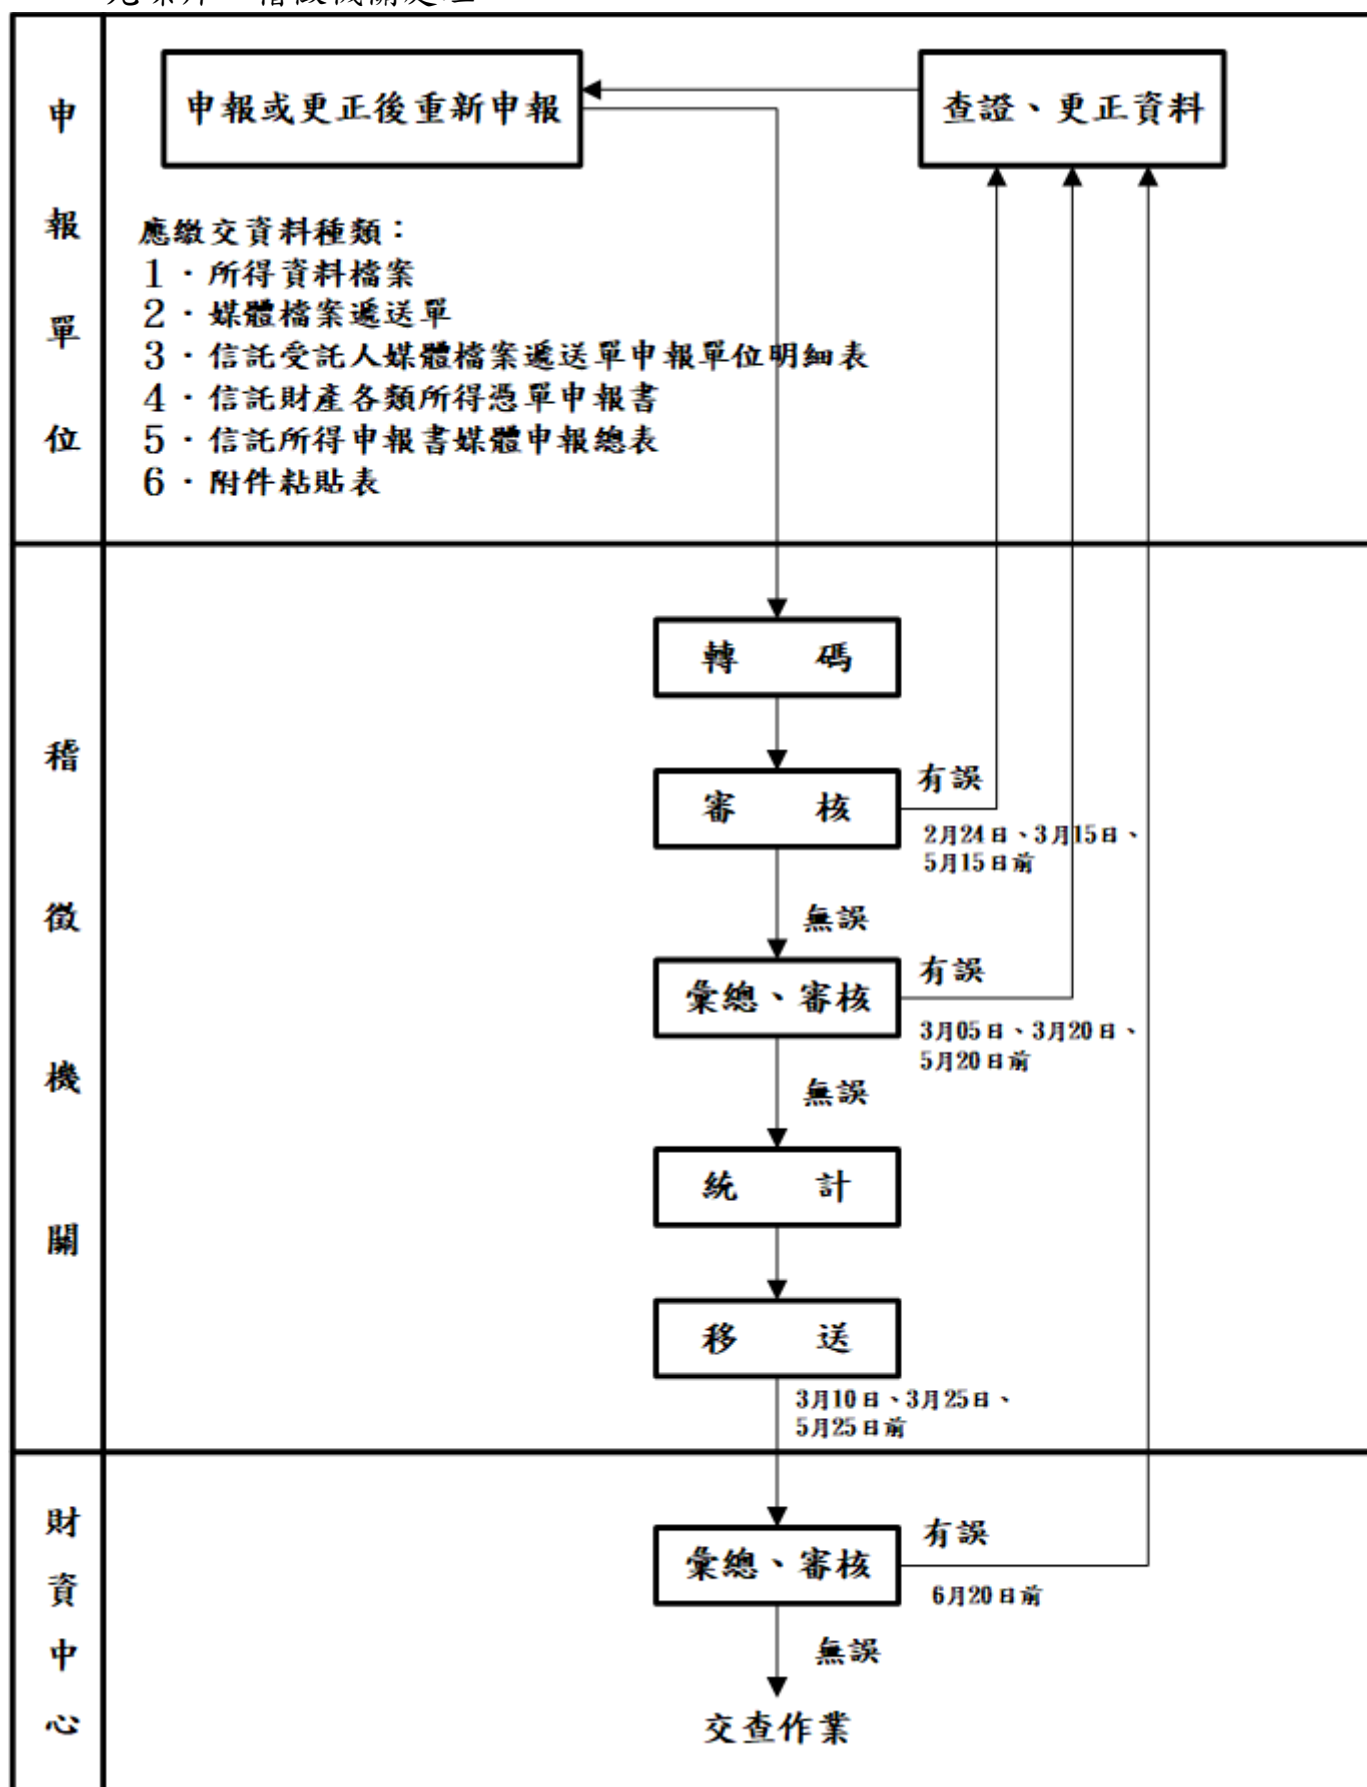 申報單位
申報或更正後重新申報
查證、更正資料
應繳交資料種類：
1．所得資料檔案
2．媒體檔案遞送單
3．信託受託人媒體檔案遞送單申報單位明細表
4．信託財產各類所得憑單申報書
5．信託所得申報書媒體申報總表
6．附件粘貼表
稽徵機關
轉　碼
審　核
有誤
2月24日、3月15日、
5月15日前
無誤
彙總、審核
有誤
3月05日、3月20日、
5月20日前
無誤
統　計
移　送
3月10日、3月25日、
5月25日前
財資中心
彙總、審核
有誤
6月20日前
無誤
交查作業